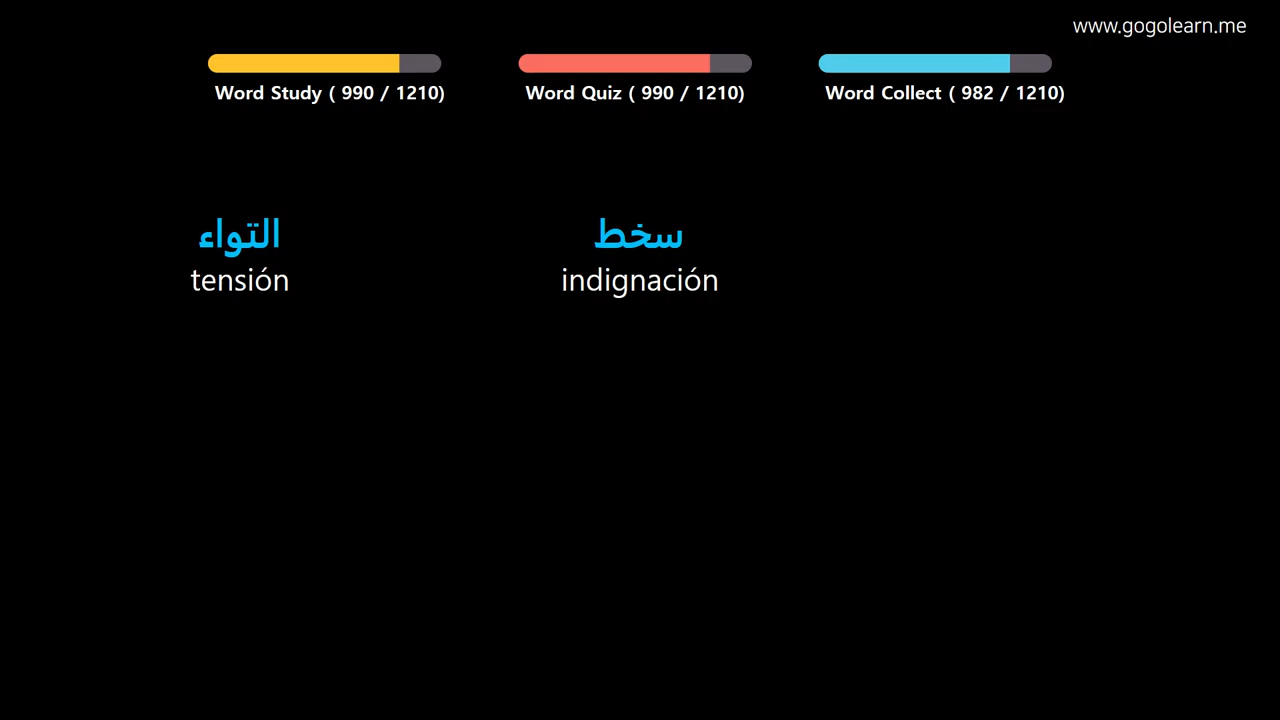 www.gogolearn.me
Word Study ( 990 / 1210)
Word Quiz ( 990 / 1210)
Word Collect ( 982 / 1210)
التواء
tensión
سخط
indignación